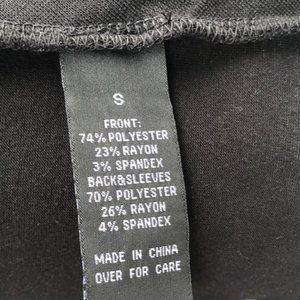 S
FRONT:
74% POLYESTER
23% RAYON
3% SPANDEX
BACK&SLEEVES
70% POLYESTER
26% RAYON
4% SPANDEX
MADE IN CHINA
OVER FOR CARE